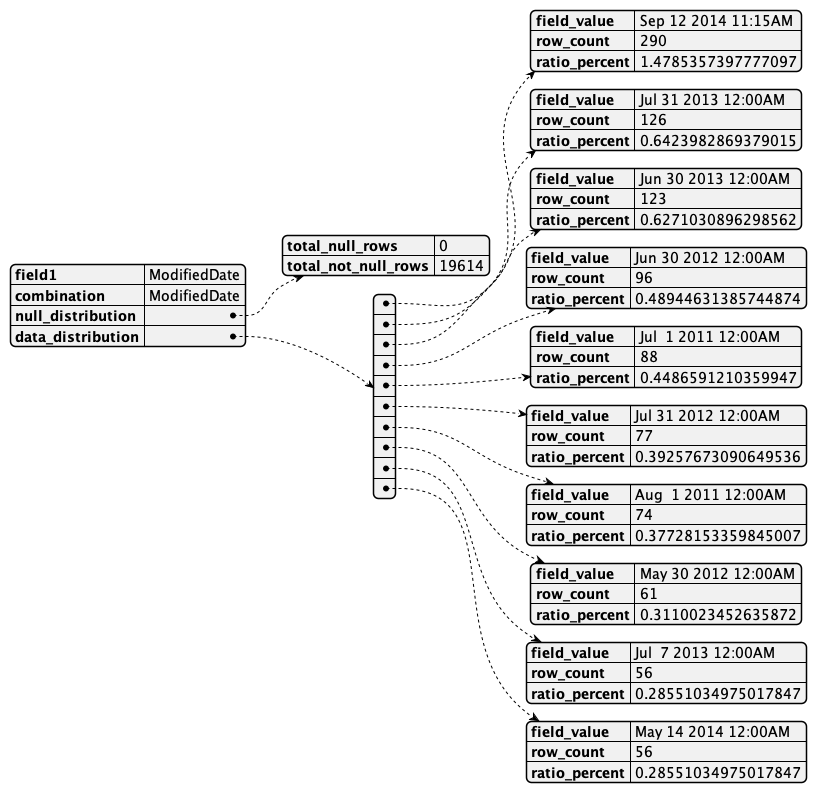 field1 ModifiedDate
combination ModifiedDate
null_distribution
data_distribution
total_null_rows 0
total_not_null_rows 19614
field_value Sep 12 2014 11:15AM
row_count 290
ratio_percent 1.4785357397777097
field_value Jul 31 2013 12:00AM
row_count 126
ratio_percent 0.6423982869379015
field_value Jun 30 2013 12:00AM
row_count 123
ratio_percent 0.6271030896298562
field_value Jun 30 2012 12:00AM
row_count 96
ratio_percent 0.48944631385744874
field_value Jul  1 2011 12:00AM
row_count 88
ratio_percent 0.4486591210359947
field_value Jul 31 2012 12:00AM
row_count 77
ratio_percent 0.39257673090649536
field_value Aug  1 2011 12:00AM
row_count 74
ratio_percent 0.37728153359845007
field_value May 30 2012 12:00AM
row_count 61
ratio_percent 0.3110023452635872
field_value Jul  7 2013 12:00AM
row_count 56
ratio_percent 0.28551034975017847
field_value May 14 2014 12:00AM
row_count 56
ratio_percent 0.28551034975017847